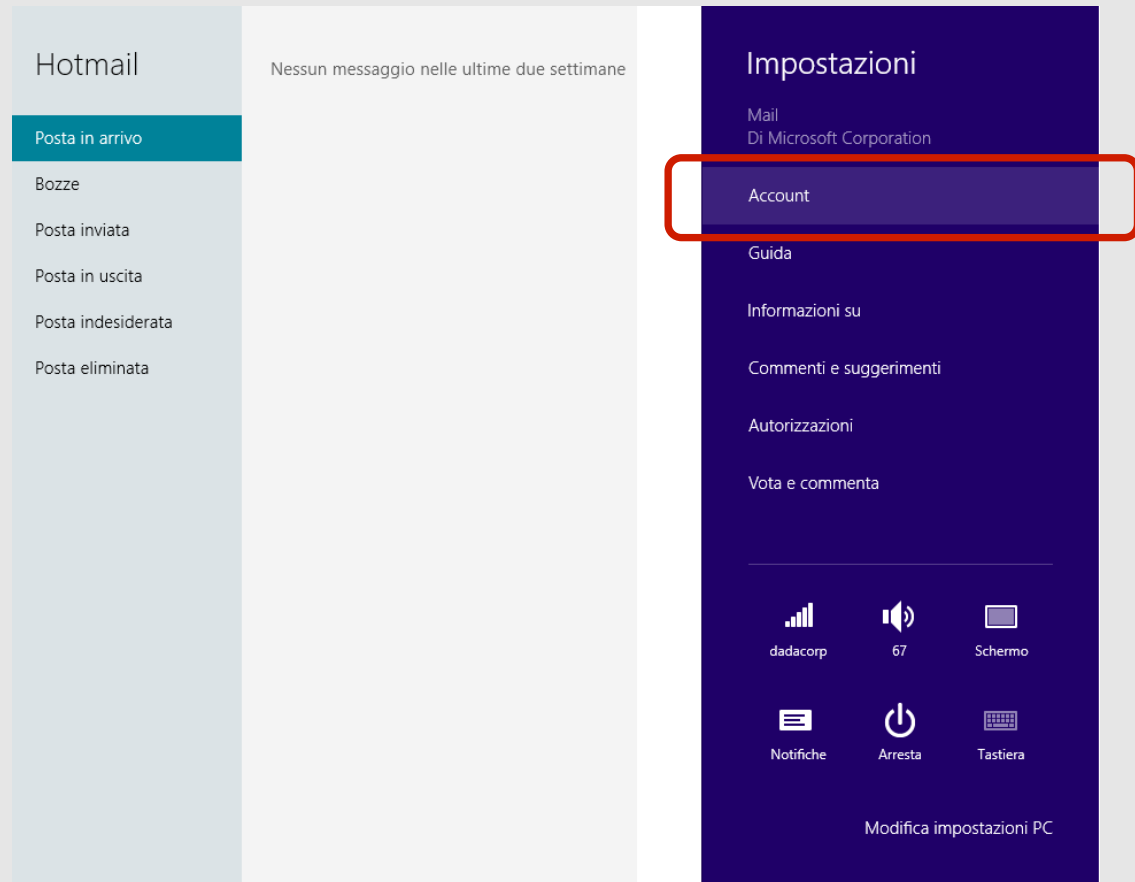 Hotmail
Nessun messaggio nelle ultime due settimane
Posta in arrivo
Bozze
Posta inviata
Posta in uscita
Posta indesiderata
Posta eliminata
Impostazioni
Mail
Di Microsoft Corporation
Account
Guida
Informazioni su
Commenti e suggerimenti
Autorizzazioni
Vota e commenta
dadacorp
67
Schermo
Notifiche
Arresta
Tastiera
Modifica impostazioni PC